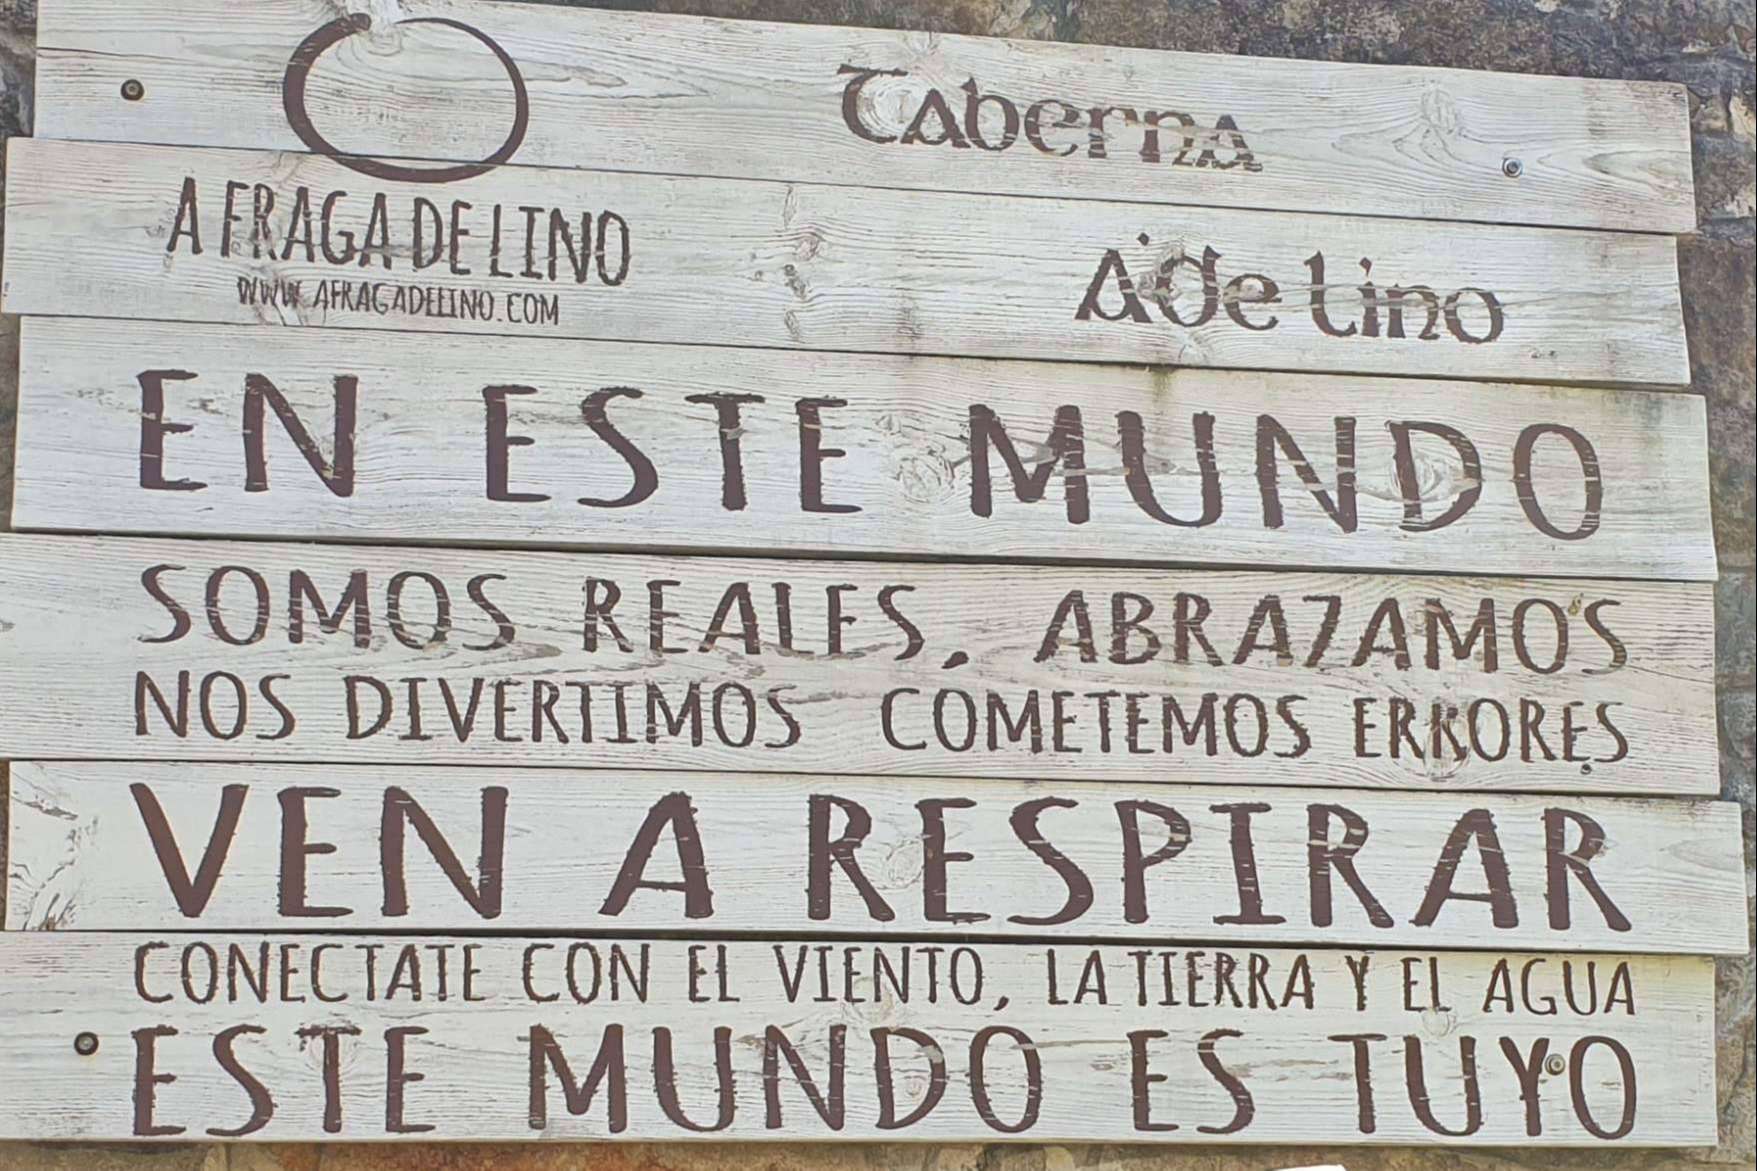 Taberna
A FRAGA DE LINO
WWW.AFRAGADELINO.COM
A'de Lino
EN ESTE MUNDO
SOMOS REALES, ABRAZAMOS
NOS DIVERTIMOS COMETEMOS ERRORES
VEN A RESPIRAR
CONECTATE CON EL VIENTO, LA TIERRA Y EL AGUA
ESTE MUNDO ES TUYO